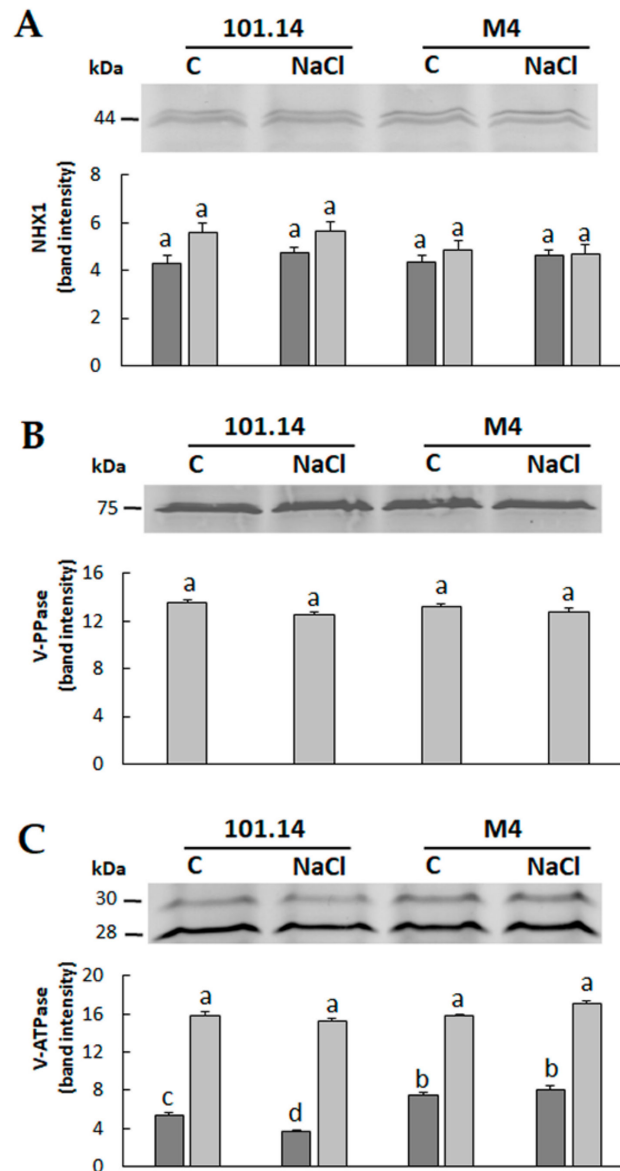 A
101.14 M4
kDa C NaCl C NaCl
44
NHX1
(band intensity)
8
6
4
2
0
a a a a a a a a
B
101.14 M4
kDa C NaCl C NaCl
75
V-PPase
(band intensity)
16
12
8
4
0
a a a a
C
101.14 M4
kDa C NaCl C NaCl
30
28
V-ATPase
(band intensity)
20
16
12
8
4
0
c a d a b a b a